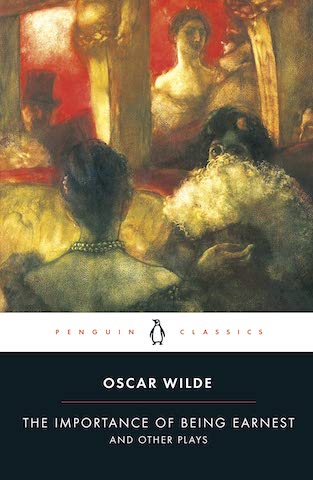 PENGUIN CLASSICS
OSCAR WILDE
THE IMPORTANCE OF BEING EARNEST
AND OTHER PLAYS